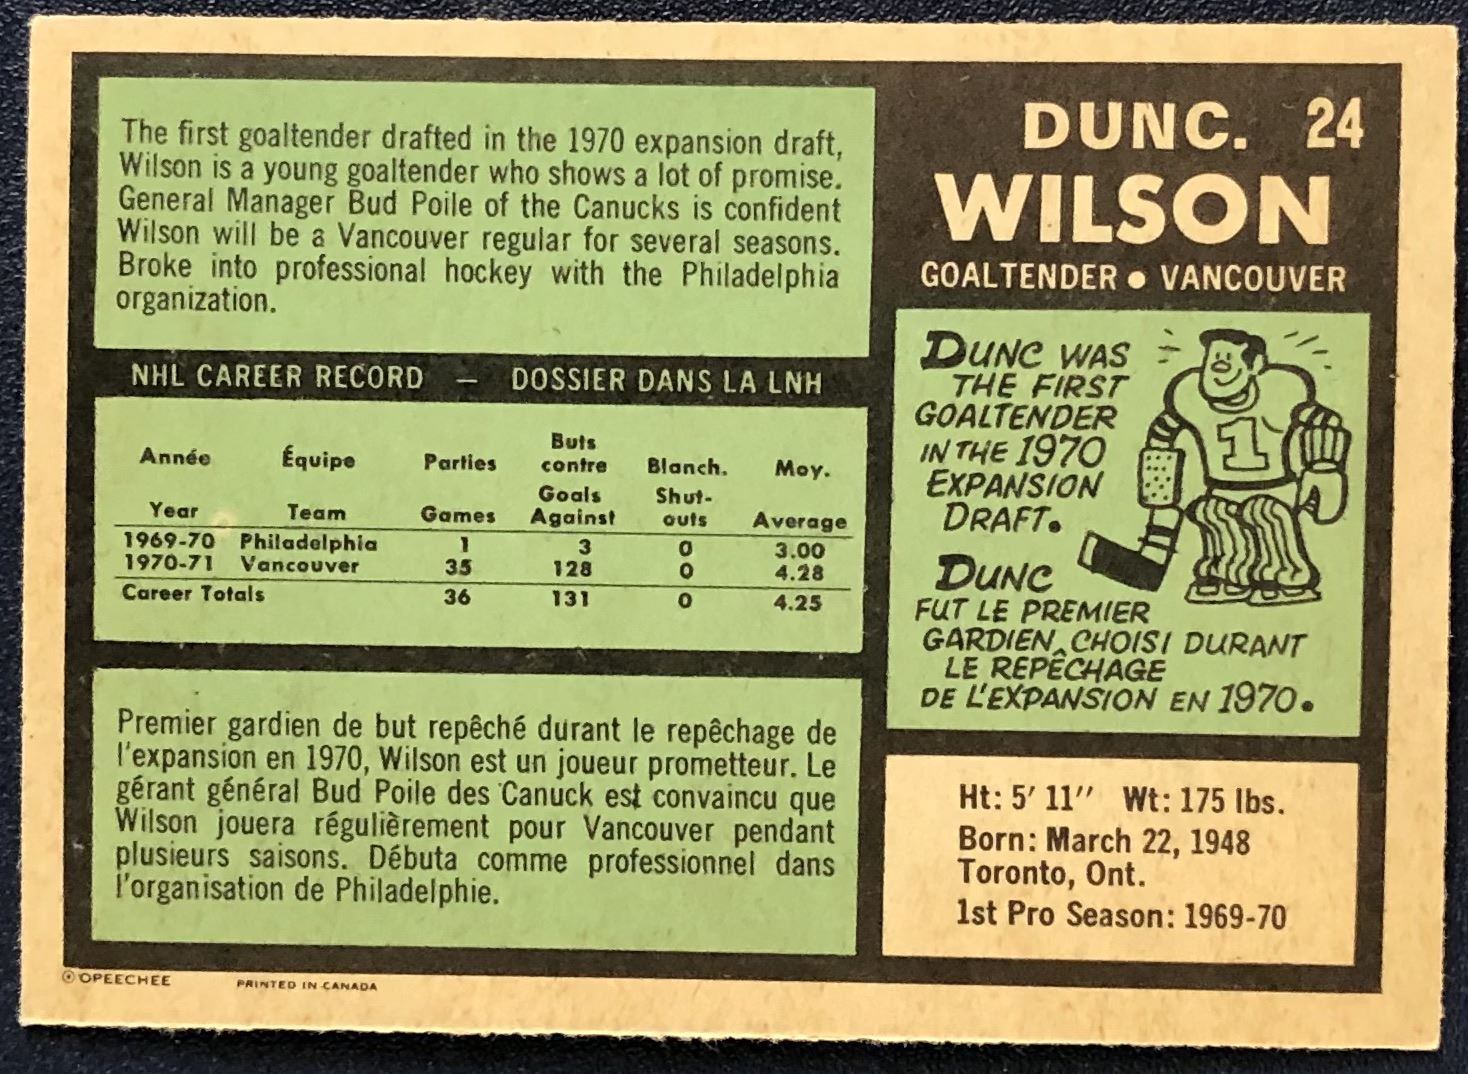 The first goaltender drafted in the 1970 expansion draft,
Wilson is a young goaltender who shows a lot of promise.
General Manager Bud Poile of the Canucks is confident
Wilson will be a Vancouver regular for several seasons.
Broke into professional hockey with the Philadelphia
organization.
NHL CAREER RECORD — DOSSIER DANS LA LNH
Année Équipe Parties Buts contre Blanch. Moy.
Year Team Games Goals Against Shut-outs Average
1969-70 Philadelphia 1 3 0 3.00
1970-71 Vancouver 35 128 0 4.28
Career Totals 36 131 0 4.25
Premier gardien de but repêché durant le repêchage de
l'expansion en 1970, Wilson est un joueur prometteur. Le
gérant général Bud Poile des Canuck est convaincu que
Wilson jouera régulièrement pour Vancouver pendant
plusieurs saisons. Débuta comme professionnel dans
l'organisation de Philadelphie.
DUNC. 24
WILSON
GOALTENDER • VANCOUVER
DUNC WAS
THE FIRST
GOALTENDER
IN THE 1970
EXPANSION
DRAFT.
1
DUNC
FUT LE PREMIER
GARDIEN CHOISI DURANT
LE REPÊCHAGE
DE L'EXPANSION EN 1970.
Ht: 5' 11'' Wt: 175 lbs.
Born: March 22, 1948
Toronto, Ont.
1st Pro Season: 1969-70
© OPEECHEE PRINTED IN CANADA